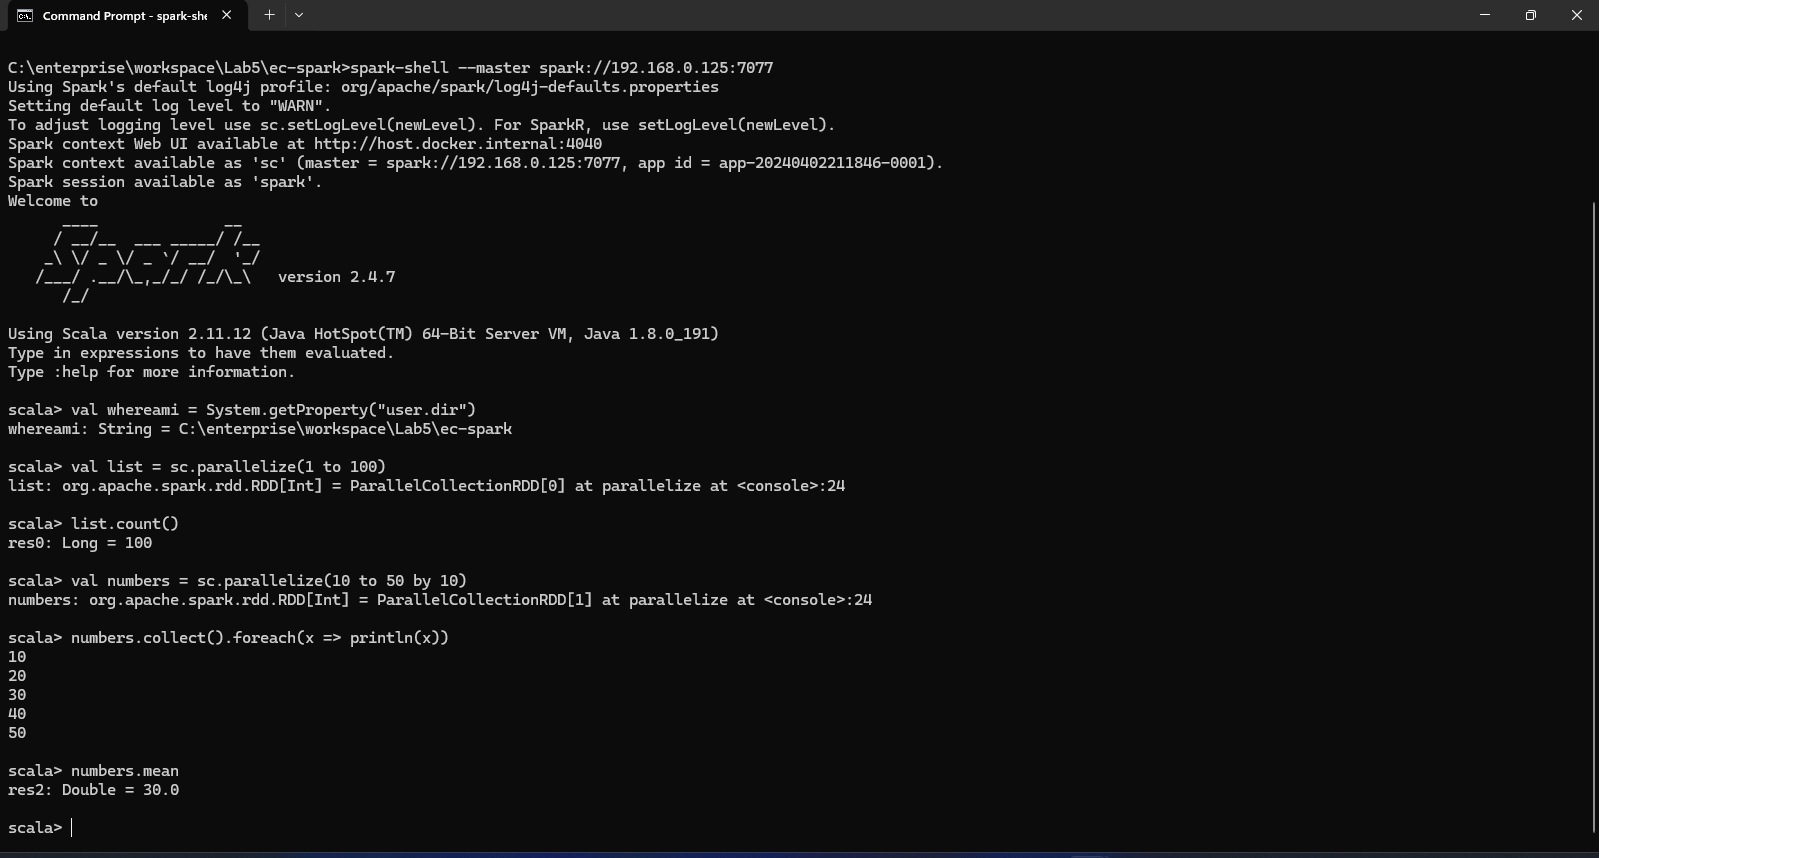 Command Prompt - spark-she
C:\enterprise\workspace\Lab5\ec-spark>spark-shell --master spark://192.168.0.125:7077
Using Spark's default log4j profile: org/apache/spark/log4j-defaults.properties
Setting default log level to "WARN".
To adjust logging level use sc.setLogLevel(newLevel). For SparkR, use setLogLevel(newLevel).
Spark context Web UI available at http://host.docker.internal:4040
Spark context available as 'sc' (master = spark://192.168.0.125:7077, app id = app-20240402211846-0001).
Spark session available as 'spark'.
Welcome to
      ____              __
     / __/__  ___ _____/ /__
    _\ \/ _ \/ _ `/ __/  '_/
   /___/ .__/\_,_/_/ /_/\_\   version 2.4.7
      /_/
Using Scala version 2.11.12 (Java HotSpot(TM) 64-Bit Server VM, Java 1.8.0_191)
Type in expressions to have them evaluated.
Type :help for more information.
scala> val whereami = System.getProperty("user.dir")
whereami: String = C:\enterprise\workspace\Lab5\ec-spark
scala> val list = sc.parallelize(1 to 100)
list: org.apache.spark.rdd.RDD[Int] = ParallelCollectionRDD[0] at parallelize at <console>:24
scala> list.count()
res0: Long = 100
scala> val numbers = sc.parallelize(10 to 50 by 10)
numbers: org.apache.spark.rdd.RDD[Int] = ParallelCollectionRDD[1] at parallelize at <console>:24
scala> numbers.collect().foreach(x => println(x))
10
20
30
40
50
scala> numbers.mean
res2: Double = 30.0
scala>